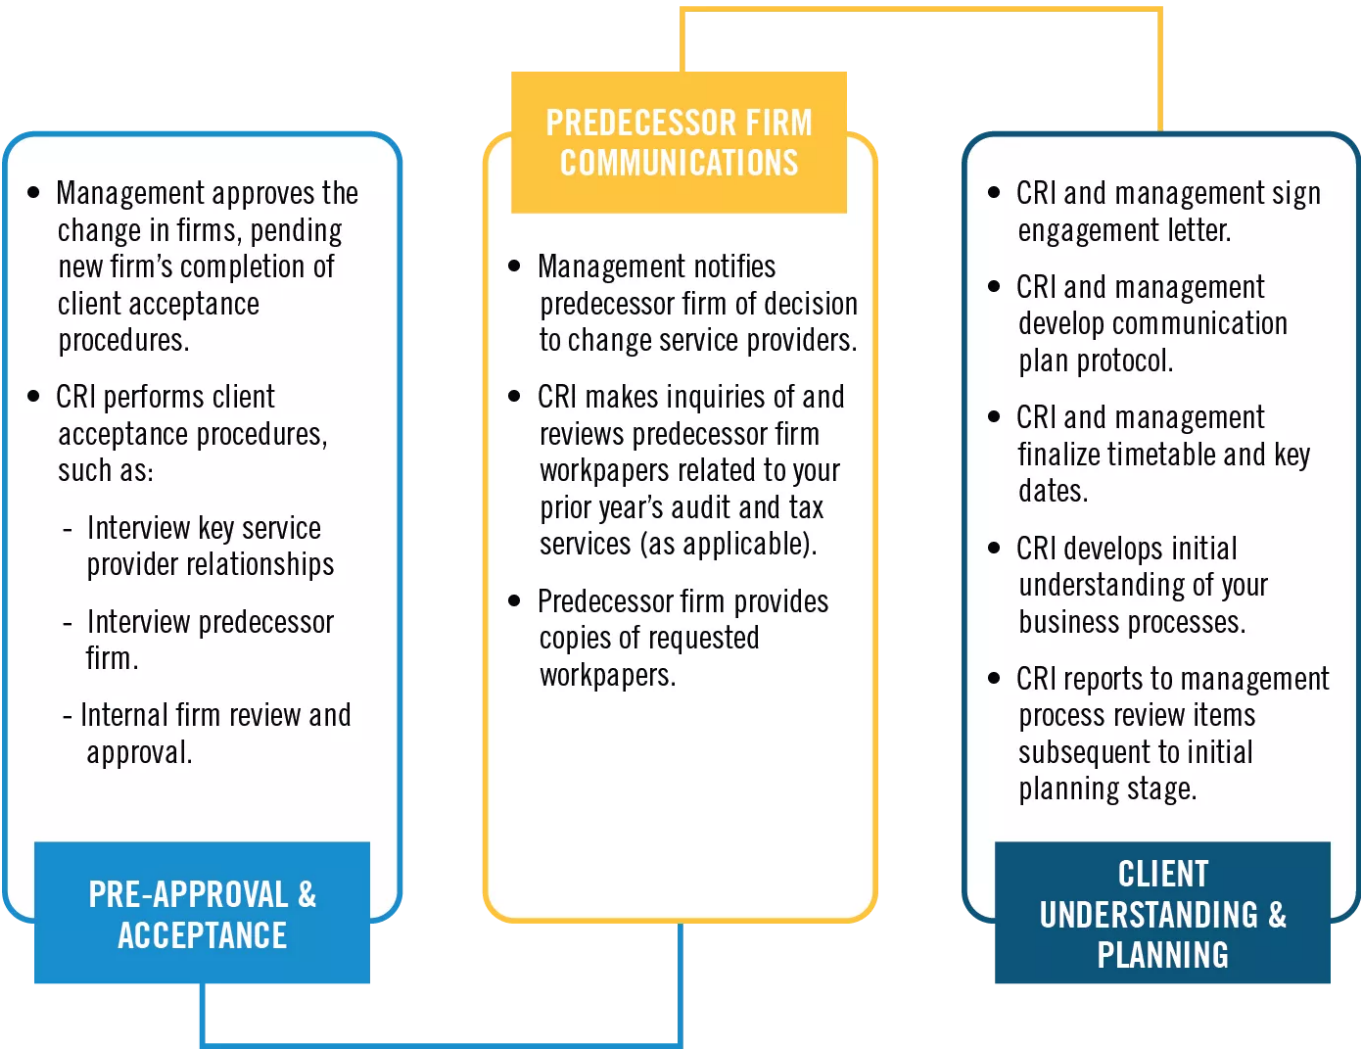 • Management approves the
change in firms, pending
new firm’s completion of
client acceptance
procedures.
• CRI performs client
acceptance procedures,
such as:
- Interview key service
provider relationships
- Interview predecessor
firm.
- Internal firm review and
approval.
PRE-APPROVAL &
ACCEPTANCE
PREDECESSOR FIRM
COMMUNICATIONS
• Management notifies
predecessor firm of decision
to change service providers.
• CRI makes inquiries of and
reviews predecessor firm
workpapers related to your
prior year’s audit and tax
services (as applicable).
• Predecessor firm provides
copies of requested
workpapers.
• CRI and management sign
engagement letter.
• CRI and management
develop communication
plan protocol.
• CRI and management
finalize timetable and key
dates.
• CRI develops initial
understanding of your
business processes.
• CRI reports to management
process review items
subsequent to initial
planning stage.
CLIENT
UNDERSTANDING &
PLANNING